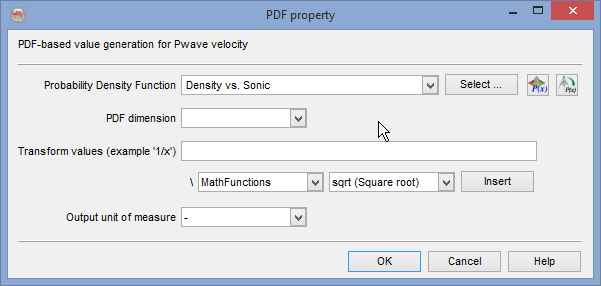 PDF property
PDF-based value generation for Pwave velocity
Probability Density Function Density vs. Sonic Select ... P(x) P(x)
PDF dimension
Transform values (example '1/x')
\ MathFunctions sqrt (Square root) Insert
Output unit of measure -
OK Cancel Help